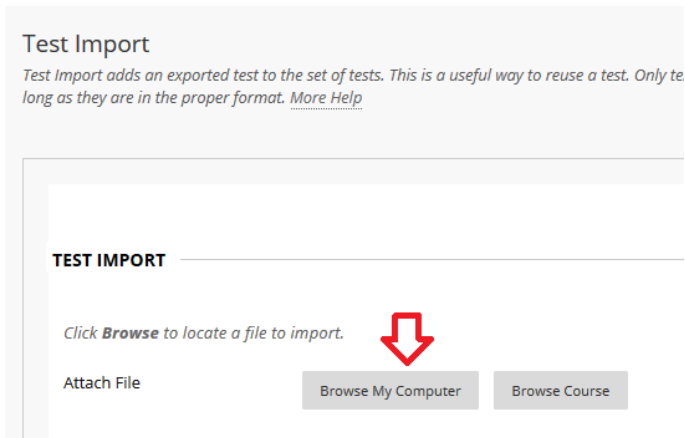 Test Import
Test Import adds an exported test to the set of tests. This is a useful way to reuse a test. Only
long as they are in the proper format. More Help
TEST IMPORT
Click Browse to locate a file to import.
Attach File
Browse My Computer
Browse Course